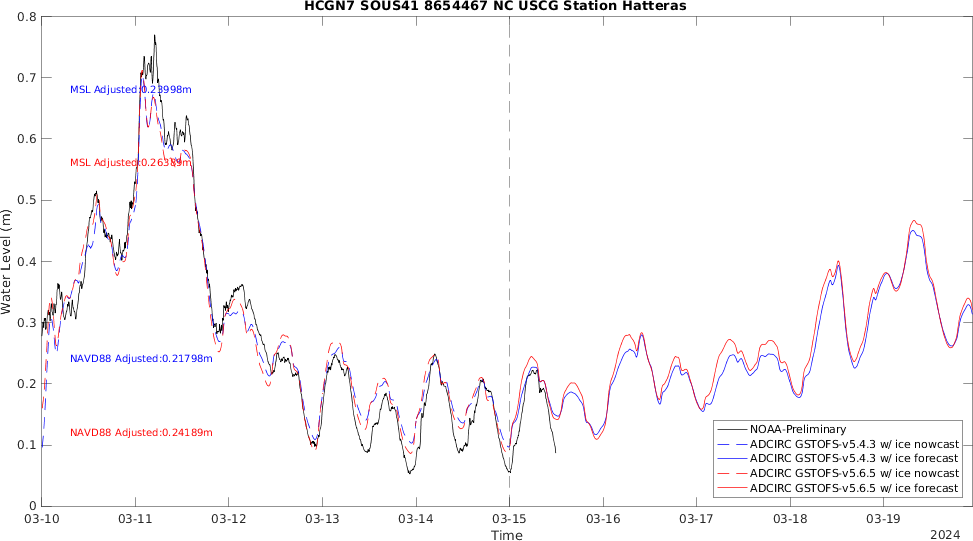 HCGN7 SOUS41 8654467 NC USCG Station Hatteras
0.8
0.7
MSL Adjusted:0.23998m
0.6
MSL Adjusted:0.26389m
0.5
0.4
Water Level (m)
0.3
NAVD88 Adjusted:0.21798m
0.2
NAVD88 Adjusted:0.24189m
0.1
0
NOAA-Preliminary
ADCIRC GSTOFS-v5.4.3 w/ ice nowcast
ADCIRC GSTOFS-v5.4.3 w/ ice forecast
ADCIRC GSTOFS-v5.6.5 w/ ice nowcast
ADCIRC GSTOFS-v5.6.5 w/ ice forecast
03-10 03-11 03-12 03-13 03-14 03-15 03-16 03-17 03-18 03-19
Time
2024